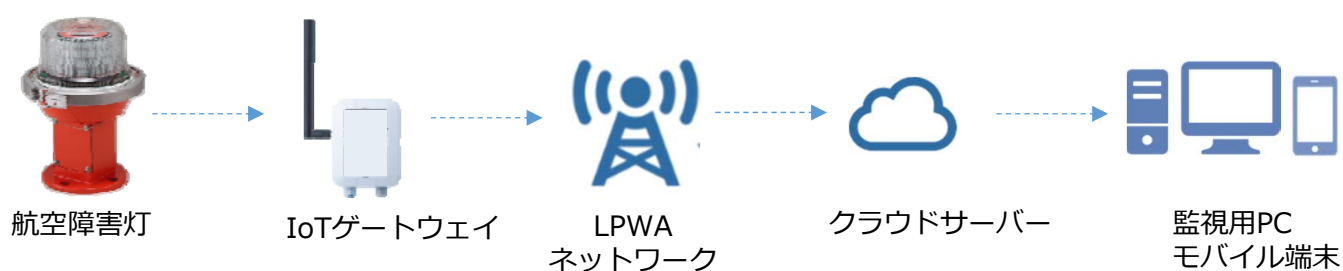 航空障害灯
IoTゲートウェイ
LPWA
ネットワーク
クラウドサーバー
監視用PC
モバイル端末